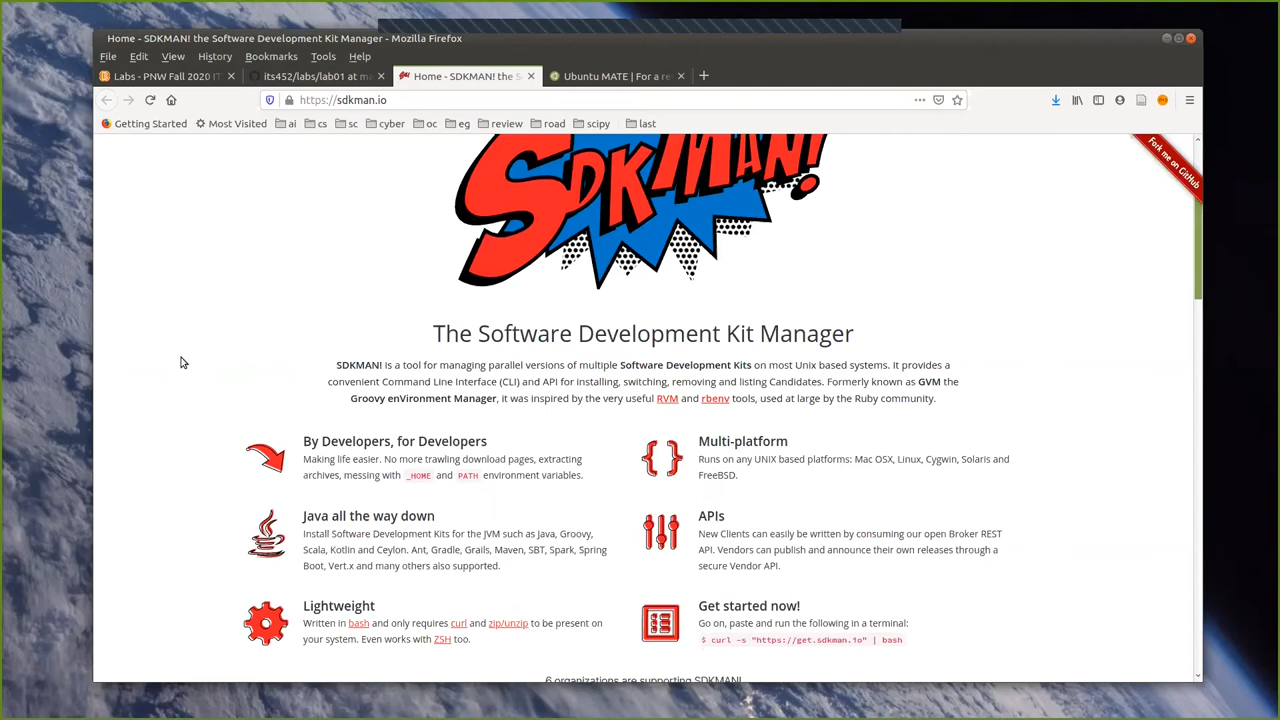 Home - SDKMAN! the Software Development Kit Manager - Mozilla Firefox
File Edit View History Bookmarks Tools Help
Labs - PNW Fall 2020 IT
its452/labs/lab01 at ma
Home - SDKMAN! the S
Ubuntu MATE | For a re
https://sdkman.io
Getting Started Most Visited ai cs sc cyber oc eg review road scipy last
SDKMAN!
Fork me on GitHub
The Software Development Kit Manager
SDKMAN! is a tool for managing parallel versions of multiple Software Development Kits on most Unix based systems. It provides a
convenient Command Line Interface (CLI) and API for installing, switching, removing and listing Candidates. Formerly known as GVM the
Groovy enVironment Manager, it was inspired by the very useful RVM and rbenv tools, used at large by the Ruby community.
By Developers, for Developers
Making life easier. No more trawling download pages, extracting
archives, messing with _HOME and PATH environment variables.
Multi-platform
Runs on any UNIX based platforms: Mac OSX, Linux, Cygwin, Solaris and
FreeBSD.
Java all the way down
Install Software Development Kits for the JVM such as Java, Groovy,
Scala, Kotlin and Ceylon. Ant, Gradle, Grails, Maven, SBT, Spark, Spring
Boot, Vert.x and many others also supported.
APIs
New Clients can easily be written by consuming our open Broker REST
API. Vendors can publish and announce their own releases through a
secure Vendor API.
Lightweight
Written in bash and only requires curl and zip/unzip to be present on
your system. Even works with ZSH too.
Get started now!
Go on, paste and run the following in a terminal:
$ curl -s "https://get.sdkman.io" | bash
6 organizations are supporting SDKMAN!